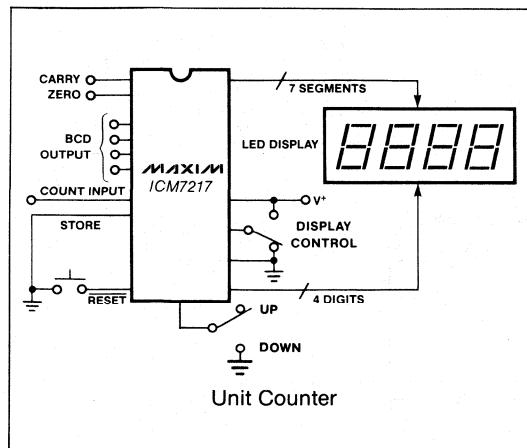 CARRY
ZERO
7 SEGMENTS
BCD
OUTPUT
LED DISPLAY
8888
MAXIM
ICM7217
COUNT INPUT
V+
STORE
DISPLAY
CONTROL
RESET
4 DIGITS
UP
DOWN
Unit Counter